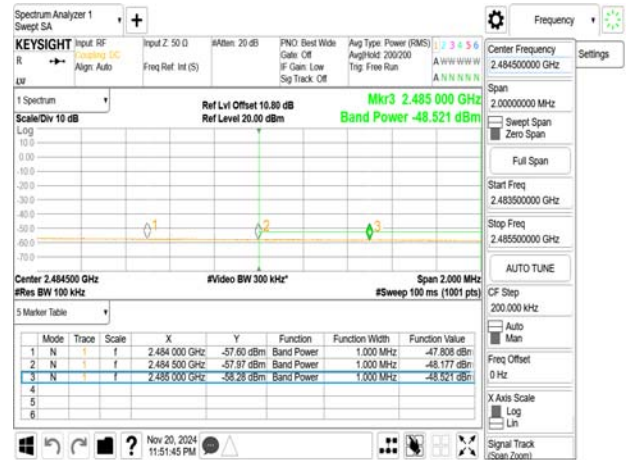 Spectrum Analyzer 1
Swept SA
+
Frequency
KEYSIGHT
Input: RF
Coupling: DC
Align: Auto
Input Z: 50 Ω
Freq Ref: Int (S)
#Atten: 20 dB
PNO: Best Wide
Gate: Off
IF Gain: Low
Sig Track: Off
Avg Type: Power (RMS)
Avg|Hold: 200/200
Trig: Free Run
1 2 3 4 5 6
A W W W W W
A N N N N N
R
LVI
Center Frequency
2.484500000 GHz
Settings
Span
2.00000000 MHz
Swept Span
Zero Span
Full Span
Start Freq
2.483500000 GHz
Stop Freq
2.485500000 GHz
AUTO TUNE
CF Step
200.000 kHz
Auto
Man
Freq Offset
0 Hz
X Axis Scale
Log
Lin
Signal Track
(Span Zoom)
1 Spectrum
Scale/Div 10 dB
Ref Lvl Offset 10.80 dB
Ref Level 20.00 dBm
Mkr3 2.485 000 GHz
Band Power -48.521 dBm
Log
10.0
0.00
-10.0
-20.0
-30.0
-40.0
-50.0
-60.0
-70.0
1
2
3
Center 2.484500 GHz
#Res BW 100 kHz
#Video BW 300 kHz*
Span 2.000 MHz
#Sweep 100 ms (1001 pts)
5 Marker Table
Mode Trace Scale X Y Function Function Width Function Value
1 N 1 f 2.484 000 GHz -57.60 dBm Band Power 1.000 MHz -47.808 dBm
2 N 1 f 2.484 500 GHz -57.97 dBm Band Power 1.000 MHz -48.177 dBm
3 N 1 f 2.485 000 GHz -58.28 dBm Band Power 1.000 MHz -48.521 dBm
4
5
6
?
Nov 20, 2024
11:51:45 PM